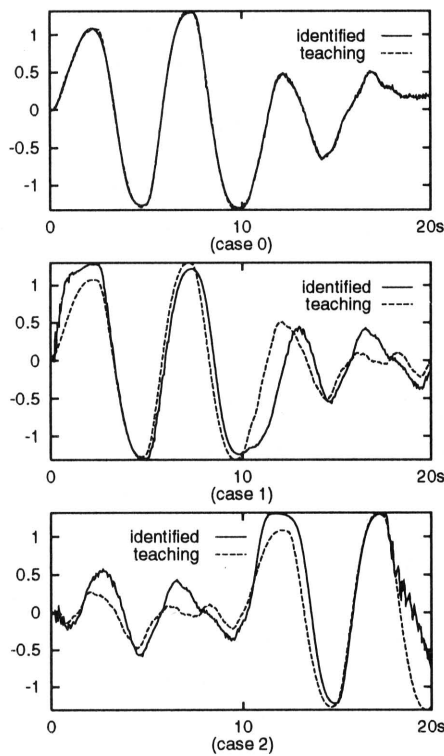 1
0.5
0
-0.5
-1
identified
teaching
0
10
20s
(case 0)
1
0.5
0
-0.5
-1
identified
teaching
0
10
20s
(case 1)
1
0.5
0
-0.5
-1
identified
teaching
0
10
20s
(case 2)